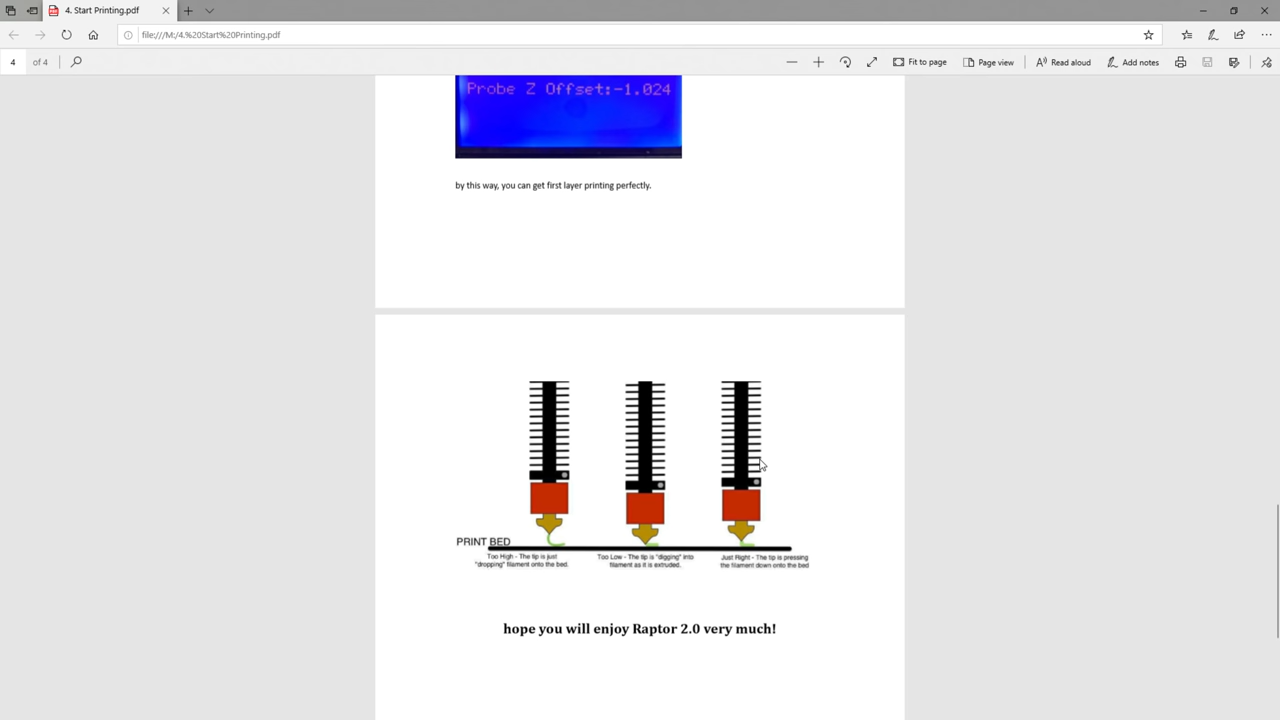 4. Start Printing.pdf
file:///M:/4.%20Start%20Printing.pdf
4 of 4
Fit to page
Page view
Read aloud
Add notes
Probe Z Offset:-1.024
by this way, you can get first layer printing perfectly.
PRINT BED
Too High - The tip is just
"dropping" filament onto the bed.
Too Low - The tip is "digging" into
filament as it is extruded.
Just Right - The tip is pressing
the filament down onto the bed
hope you will enjoy Raptor 2.0 very much!